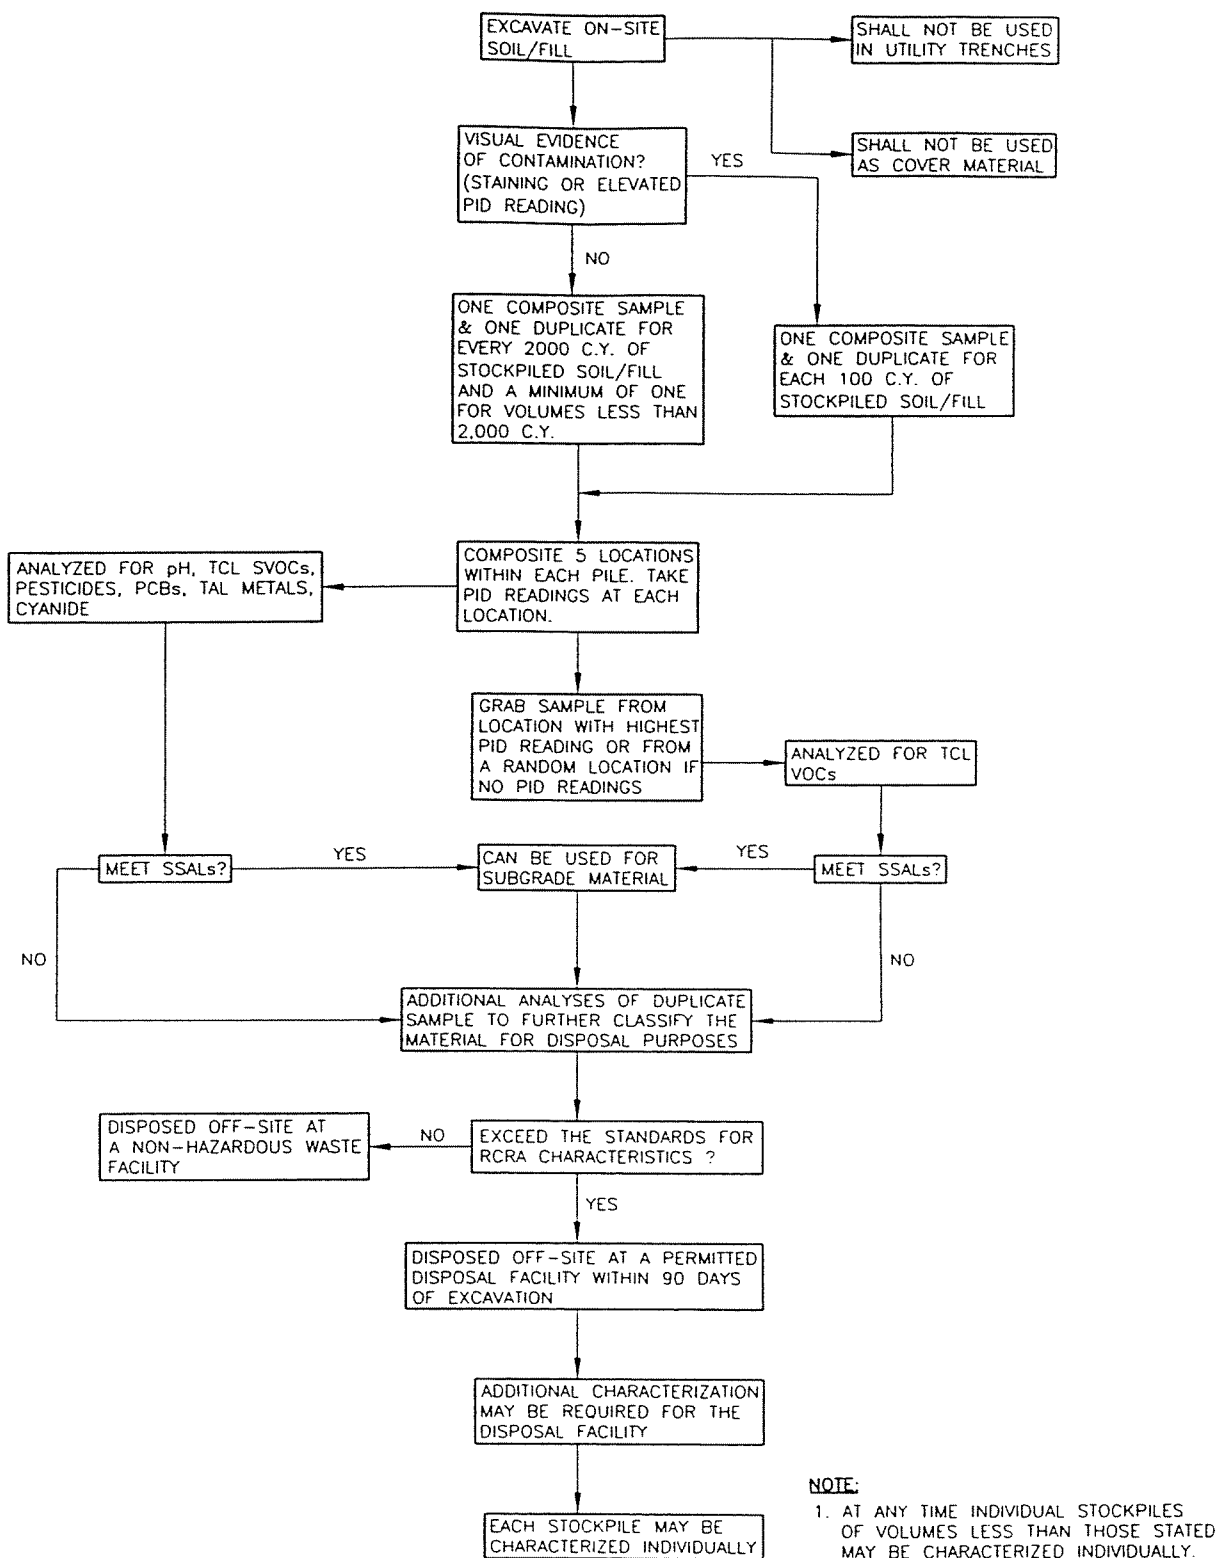 EXCAVATE ON-SITE
SOIL/FILL
SHALL NOT BE USED
IN UTILITY TRENCHES
VISUAL EVIDENCE
OF CONTAMINATION?
(STAINING OR ELEVATED
PID READING)
YES
SHALL NOT BE USED
AS COVER MATERIAL
NO
ONE COMPOSITE SAMPLE
& ONE DUPLICATE FOR
EVERY 2000 C.Y. OF
STOCKPILED SOIL/FILL
AND A MINIMUM OF ONE
FOR VOLUMES LESS THAN
2,000 C.Y.
ONE COMPOSITE SAMPLE
& ONE DUPLICATE FOR
EACH 100 C.Y. OF
STOCKPILED SOIL/FILL
COMPOSITE 5 LOCATIONS
WITHIN EACH PILE. TAKE
PID READINGS AT EACH
LOCATION.
ANALYZED FOR pH, TCL SVOCs,
PESTICIDES, PCBs, TAL METALS,
CYANIDE
GRAB SAMPLE FROM
LOCATION WITH HIGHEST
PID READING OR FROM
A RANDOM LOCATION IF
NO PID READINGS
ANALYZED FOR TCL
VOCs
MEET SSALs?
YES
CAN BE USED FOR
SUBGRADE MATERIAL
YES
MEET SSALs?
NO
NO
ADDITIONAL ANALYSES OF DUPLICATE
SAMPLE TO FURTHER CLASSIFY THE
MATERIAL FOR DISPOSAL PURPOSES
DISPOSED OFF-SITE AT
A NON-HAZARDOUS WASTE
FACILITY
NO
EXCEED THE STANDARDS FOR
RCRA CHARACTERISTICS ?
YES
DISPOSED OFF-SITE AT A PERMITTED
DISPOSAL FACILITY WITHIN 90 DAYS
OF EXCAVATION
ADDITIONAL CHARACTERIZATION
MAY BE REQUIRED FOR THE
DISPOSAL FACILITY
EACH STOCKPILE MAY BE
CHARACTERIZED INDIVIDUALLY
NOTE:
1. AT ANY TIME INDIVIDUAL STOCKPILES
OF VOLUMES LESS THAN THOSE STATED
MAY BE CHARACTERIZED INDIVIDUALLY.